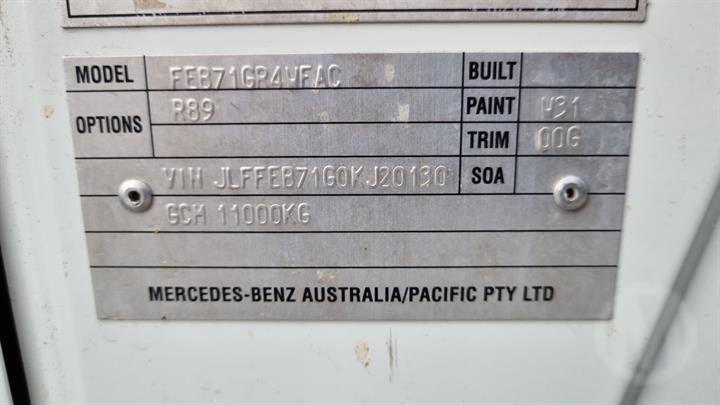 MODEL FEB71GR4WFAC BUILT
OPTIONS R89 PAINT W31
TRIM 00G
VIN JLFFEB71G0KJ20130 SOA
GCM 11000KG
MERCEDES-BENZ AUSTRALIA/PACIFIC PTY LTD